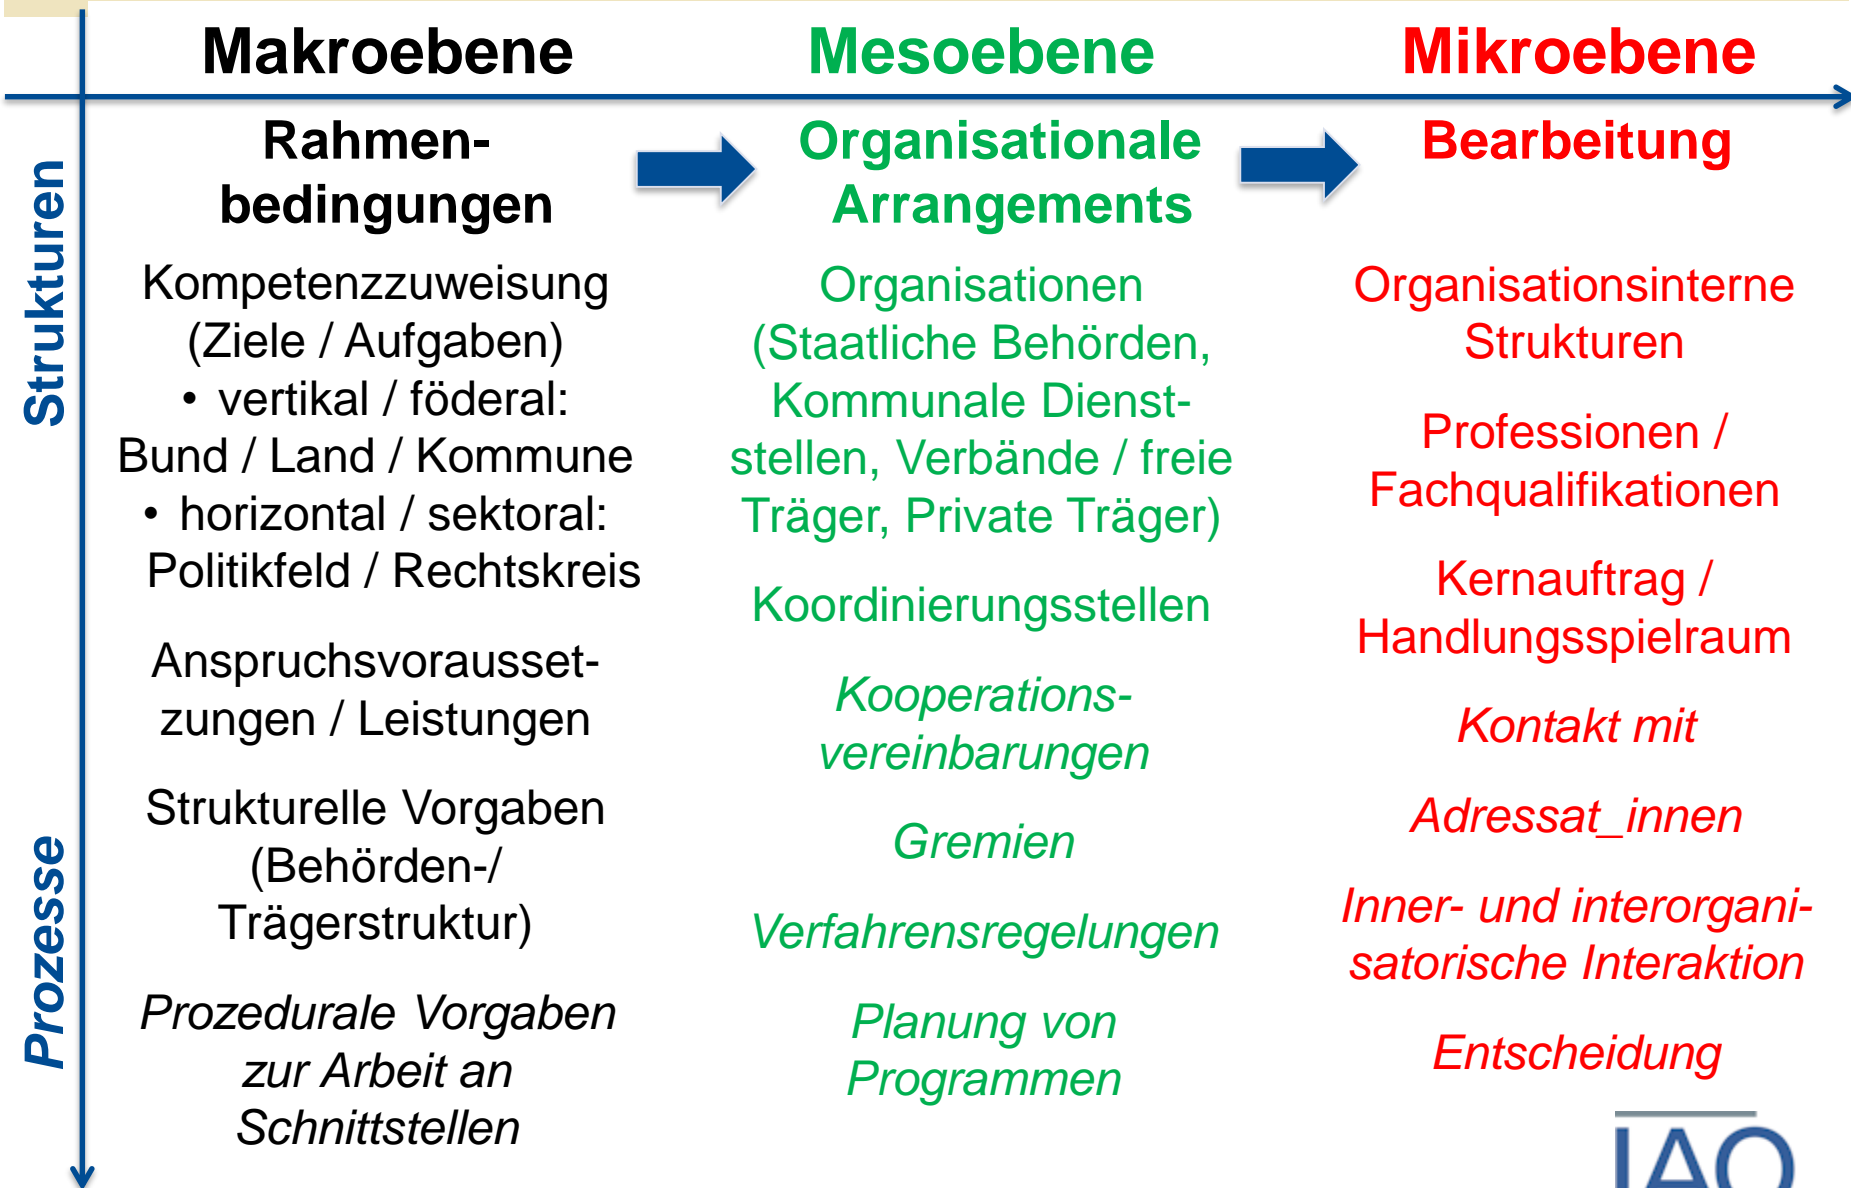 Makroebene
Mesoebene
Mikroebene
Strukturen
Prozesse
Rahmen-
bedingungen
Kompetenzzuweisung
(Ziele / Aufgaben)
• vertikal / föderal:
Bund / Land / Kommune
• horizontal / sektoral:
Politikfeld / Rechtskreis
Anspruchsvorausset-
zungen / Leistungen
Strukturelle Vorgaben
(Behörden-/
Trägerstruktur)
Prozedurale Vorgaben
zur Arbeit an
Schnittstellen
Organisationale
Arrangements
Organisationen
(Staatliche Behörden,
Kommunale Dienst-
stellen, Verbände / freie
Träger, Private Träger)
Koordinierungsstellen
Kooperations-
vereinbarungen
Gremien
Verfahrensregelungen
Planung von
Programmen
Bearbeitung
Organisationsinterne
Strukturen
Professionen /
Fachqualifikationen
Kernauftrag /
Handlungsspielraum
Kontakt mit
Adressat_innen
Inner- und interorgani-
satorische Interaktion
Entscheidung